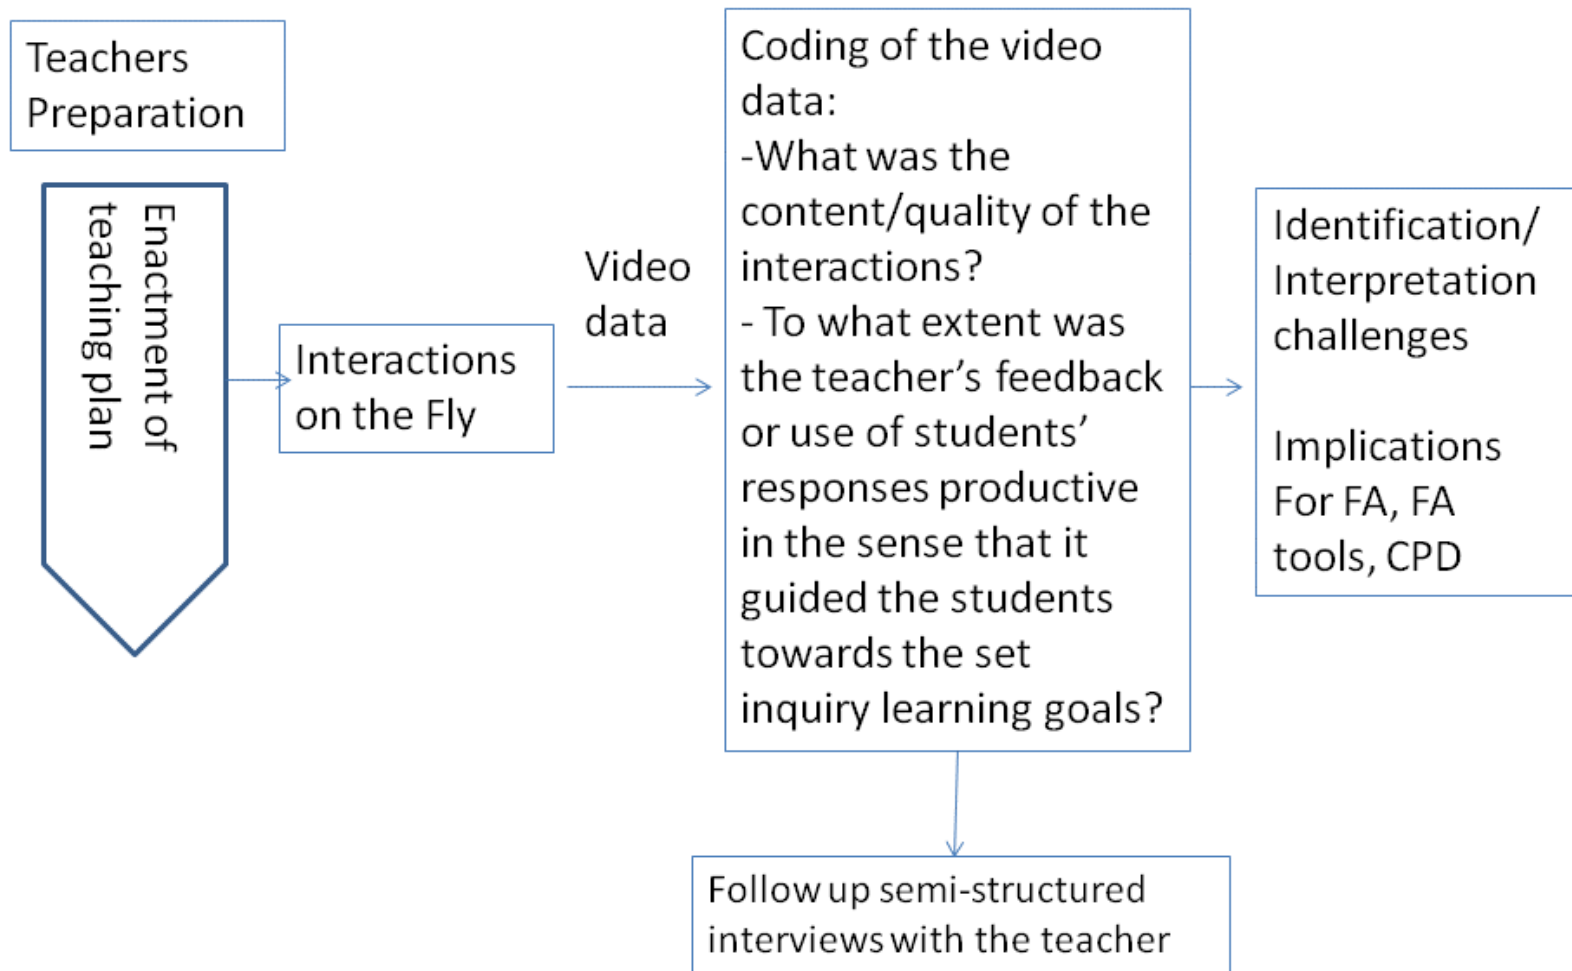 Teachers
Preparation
Enactment of
teaching plan
Interactions
on the Fly
Video
data
Coding of the video
data:
-What was the
content/quality of the
interactions?
- To what extent was
the teacher’s feedback
or use of students’
responses productive
in the sense that it
guided the students
towards the set
inquiry learning goals?
Identification/
Interpretation
challenges
Implications
For FA, FA
tools, CPD
Follow up semi-structured
interviews with the teacher